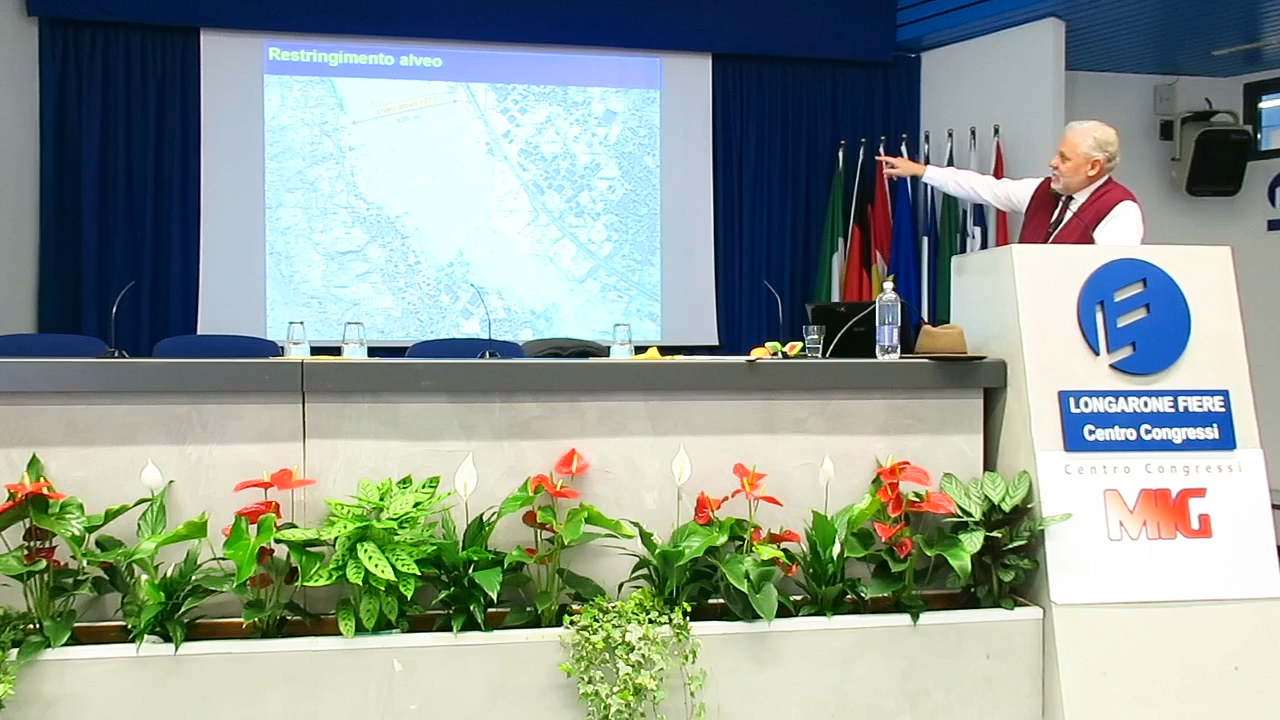 Restringimento alveo
LONGARONE FIERE
Centro Congressi
Centro Congressi
MIG